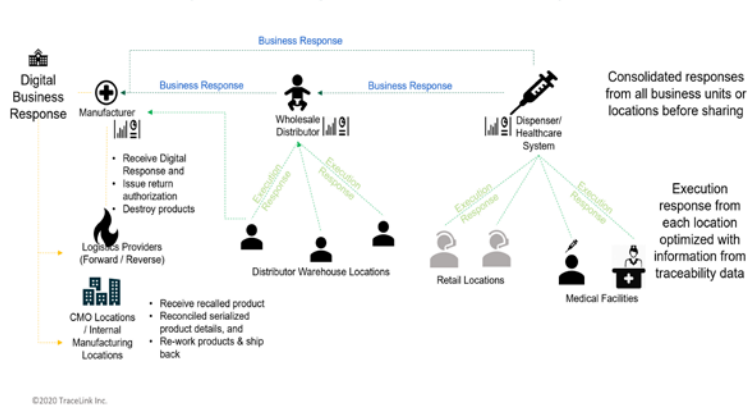 Business Response
Digital
Business
Response
Business Response
Business Response
Manufacturer
Wholesale
Distributor
Dispenser/
Healthcare
System
Consolidated responses
from all business units or
locations before sharing
• Receive Digital
Response and
• Issue return
authorization
• Destroy products
Execution
Response
Execution
Response
Execution
Response
Execution
Response
Execution
response from
each location
optimized with
information from
traceability data
Logistics Providers
(Forward / Reverse)
Distributor Warehouse Locations
Retail Locations
Medical Facilities
CMO Locations
/ Internal
Manufacturing
Locations
• Receive recalled product
• Reconciled serialized
product details, and
• Re-work products & ship
back
©2020 TraceLink Inc.